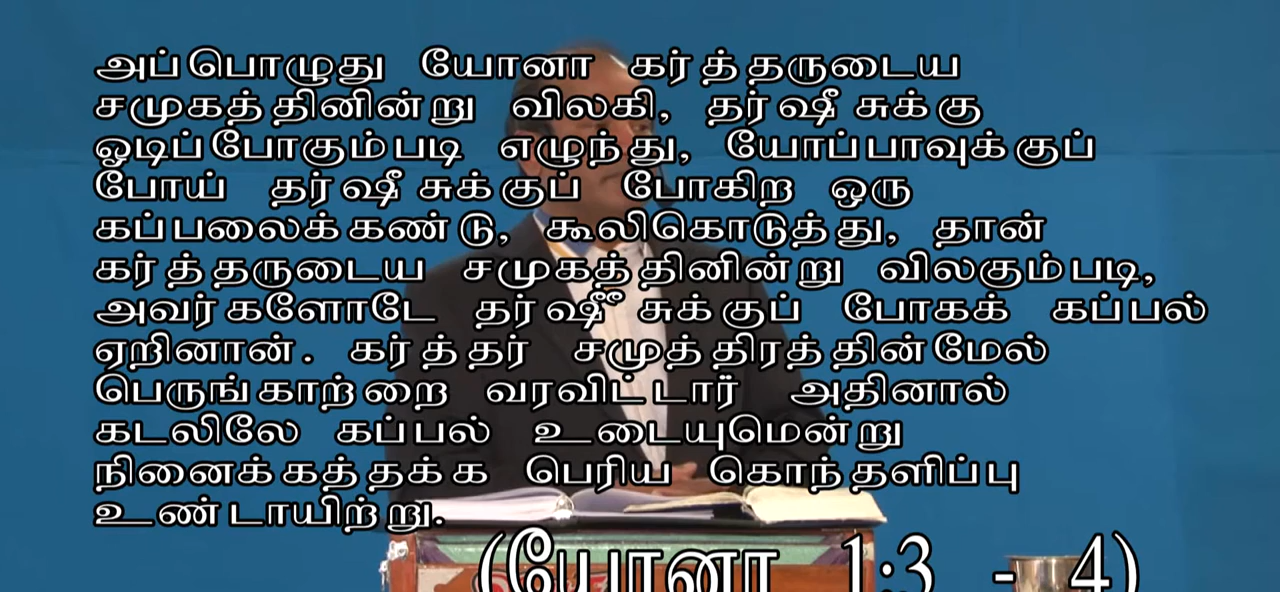 அப்பொழுது யோனா கர்த்தருடைய
சமுகத்தினின்று விலகி, தர்ஷீசுக்கு
ஓடிப்போகும்படி எழுந்து, யோப்பாவுக்குப்
போய் தர்ஷீசுக்குப் போகிற ஒரு
கப்பலைக்கண்டு, கூலிகொடுத்து, தான்
கர்த்தருடைய சமுகத்தினின்று விலகும்படி,
அவர்களோடே தர்ஷீசுக்குப் போகக் கப்பல்
ஏறினான். கர்த்தர் சமுத்திரத்தின்மேல்
பெருங்காற்றை வரவிட்டார் அதினால்
கடலிலே கப்பல் உடையுமென்று
நினைக்கத்தக்க பெரிய கொந்தளிப்பு
உண்டாயிற்று.
(யோனா 1:3 - 4)